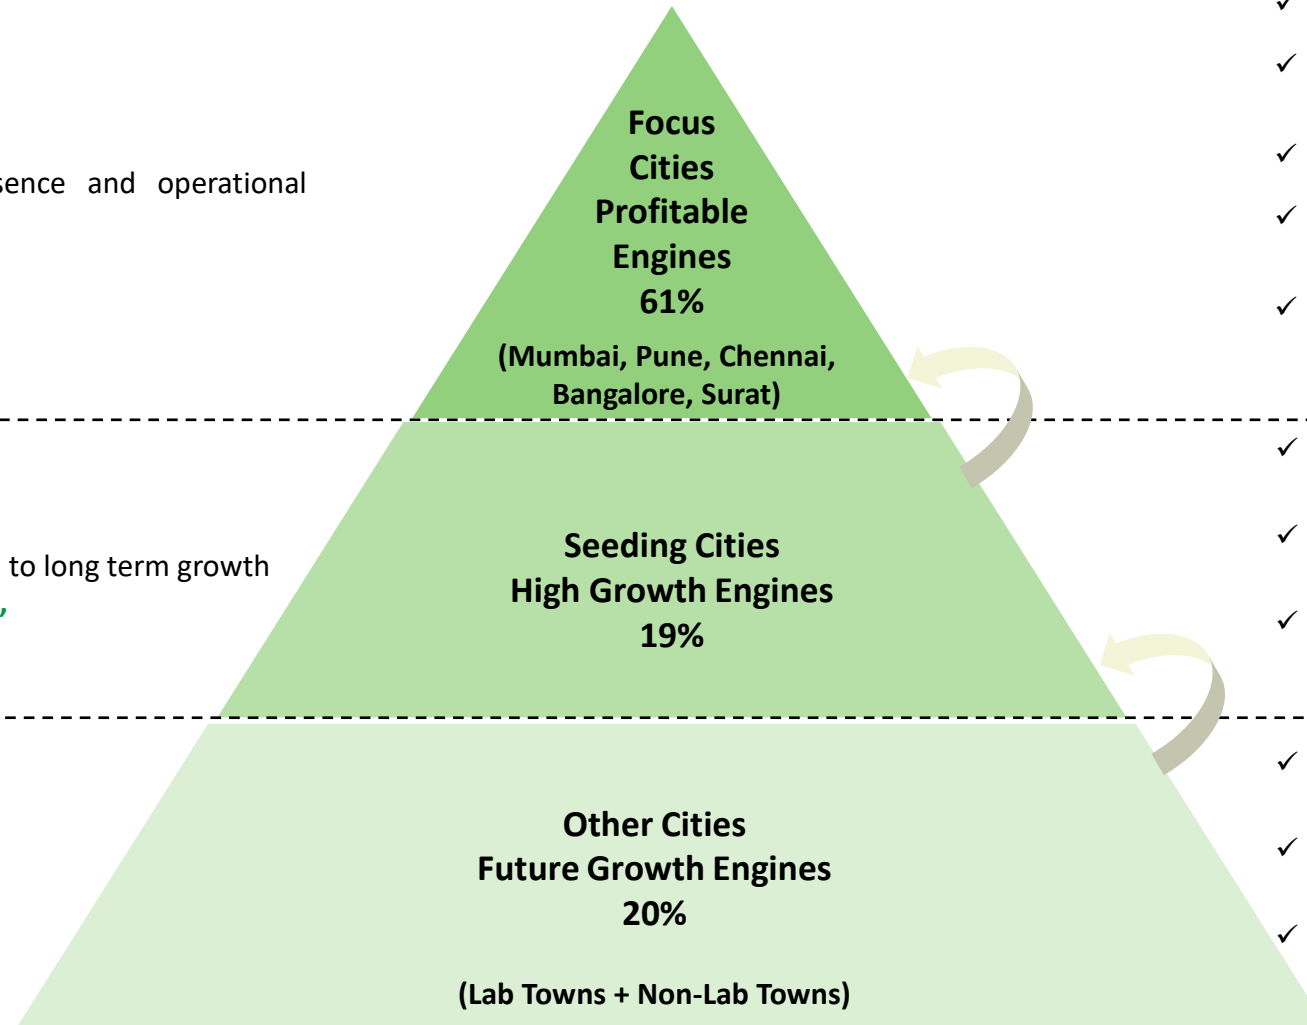 Focus
Cities
Profitable
Engines
61%
(Mumbai, Pune, Chennai,
Bangalore, Surat)
and operational
Seeding Cities
High Growth Engines
19%
to long term growth
Other Cities
Future Growth Engines
20%
(Lab Towns + Non-Lab Towns)